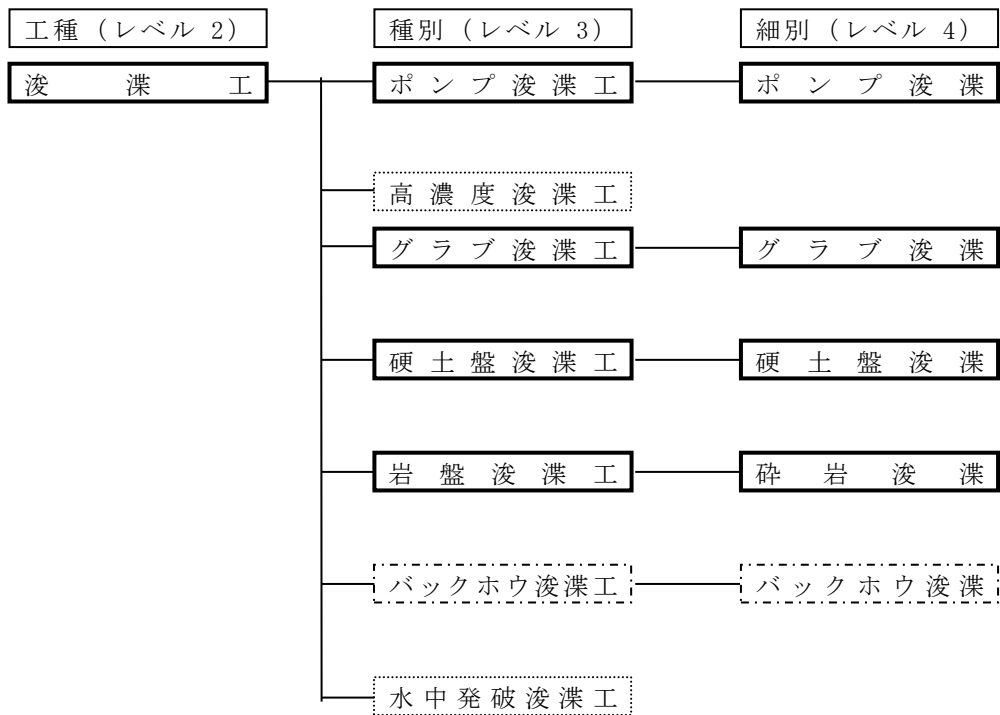 工種（レベル 2） 種別（レベル 3） 細別（レベル 4）
浚渫工 ポンプ浚渫工 ポンプ浚渫
高濃度浚渫工
グラブ浚渫工 グラブ浚渫
硬土盤浚渫工 硬土盤浚渫
岩盤浚渫工 砕岩浚渫
バックホウ浚渫工 バックホウ浚渫
水中発破浚渫工